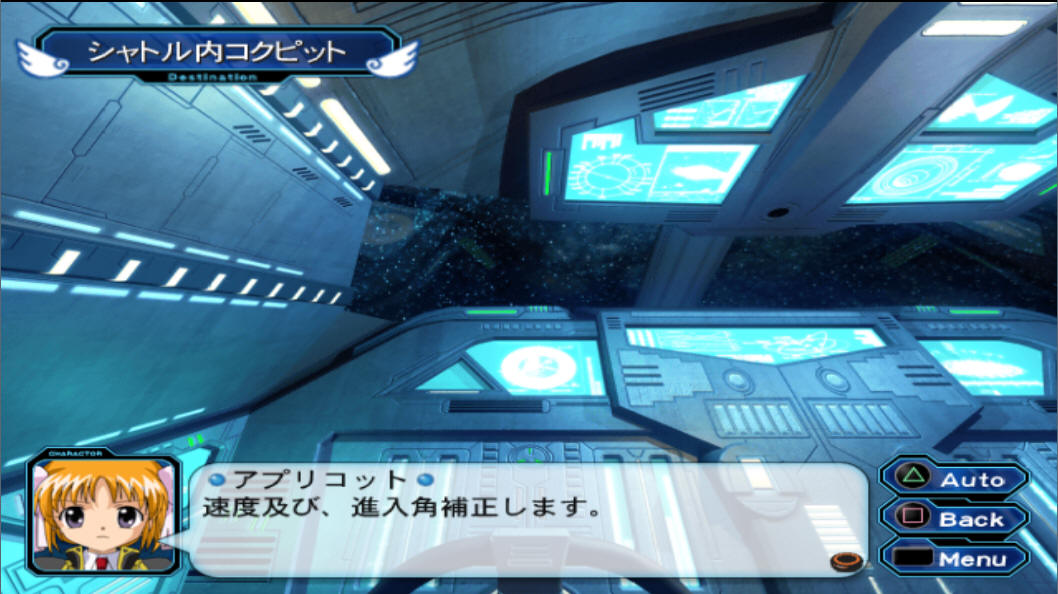 シャトル内コクピット
Destination
CHARACTOR
アプリコット
速度及び、進入角補正します。
Auto
Back
Menu